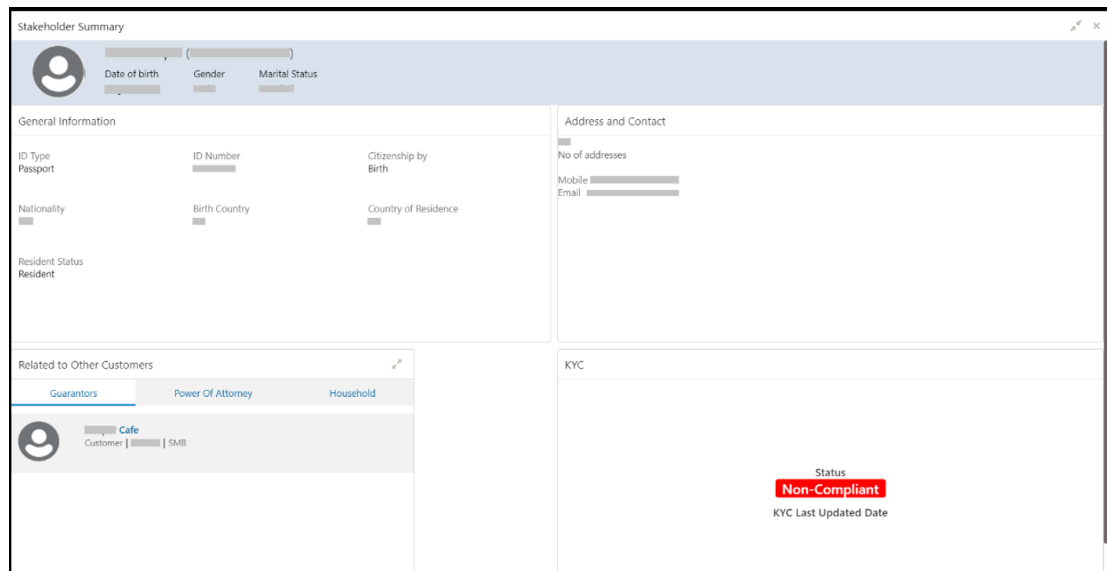 Stakeholder Summary
( )
Date of birth Gender Marital Status
General Information
ID Type ID Number Citizenship by
Passport Birth
Nationality Birth Country Country of Residence
Resident Status
Resident
Address and Contact
No of addresses
Mobile
Email
Related to Other Customers
Guarantors Power Of Attorney Household
Cafe
Customer | | SMB
KYC
Status
Non-Compliant
KYC Last Updated Date